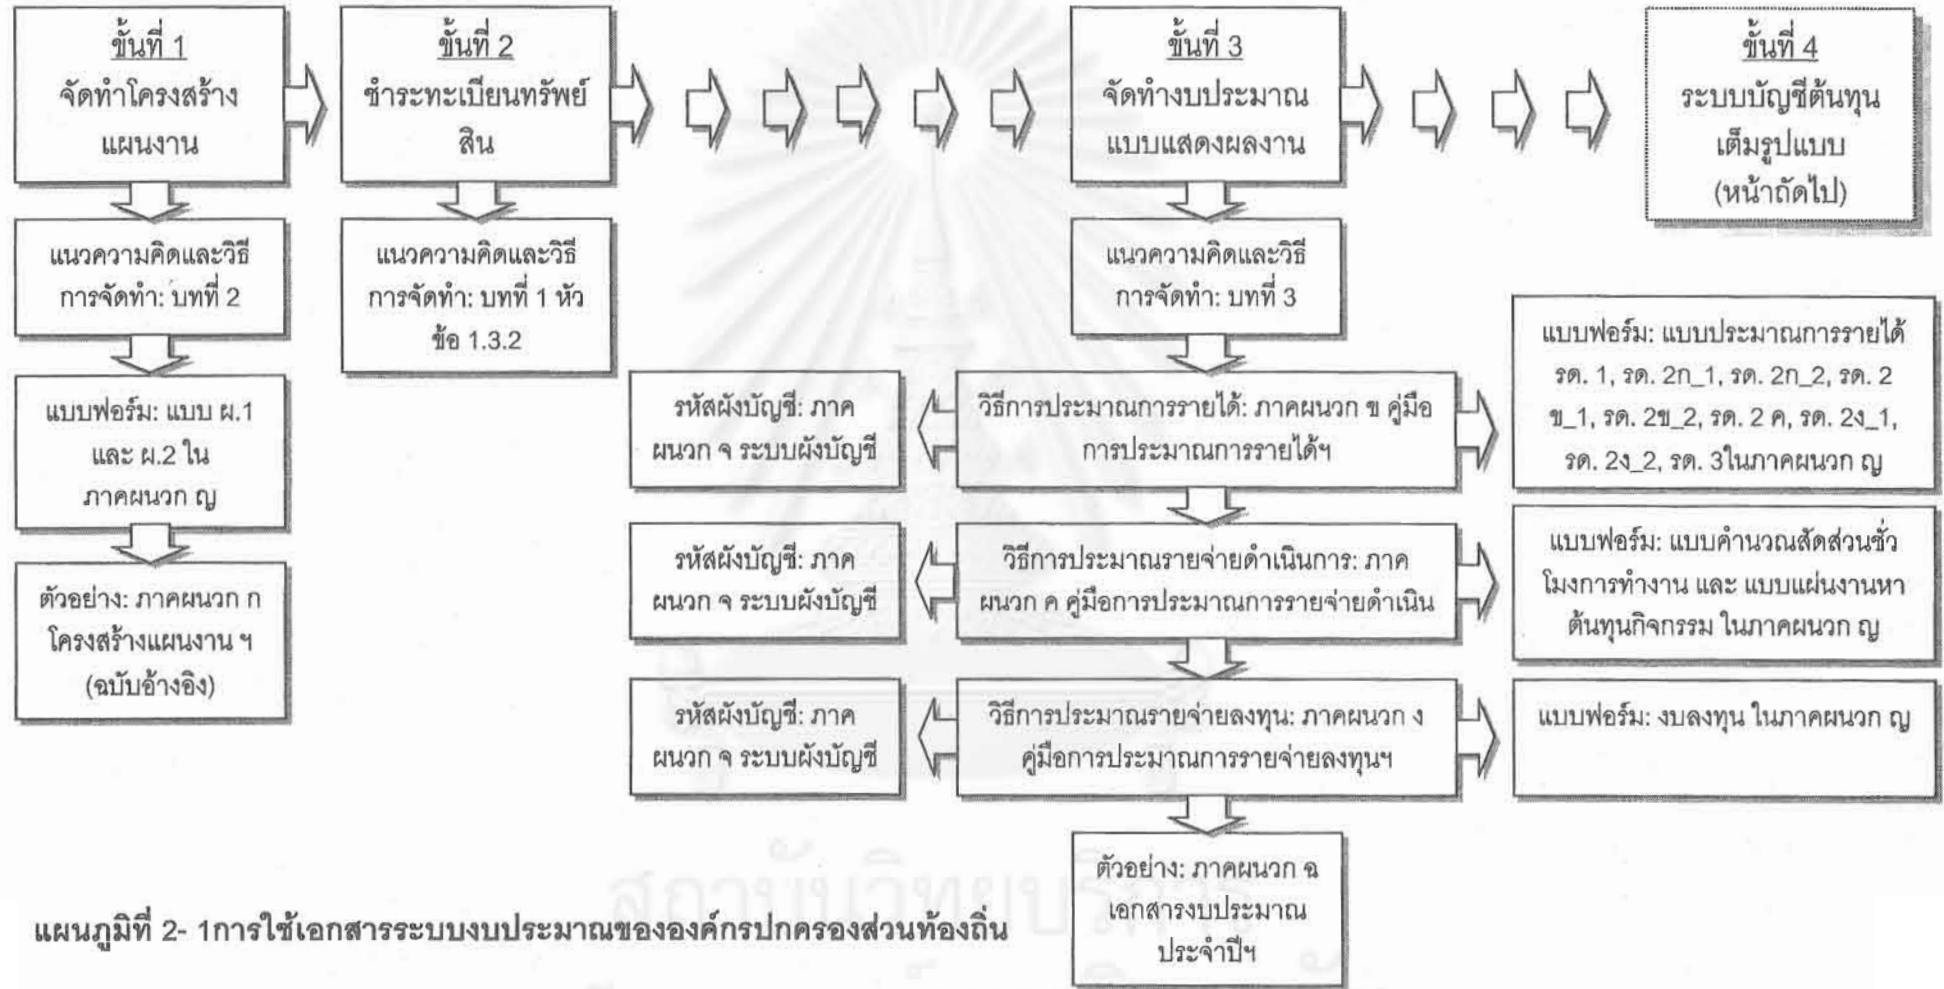 ขั้นที่ 1
จัดทำโครงสร้าง
แผนงาน
ขั้นที่ 2
ชำระทะเบียนทรัพย์
สิน
ขั้นที่ 3
จัดทำงบประมาณ
แบบแสดงผลงาน
ขั้นที่ 4
ระบบบัญชีต้นทุน
เต็มรูปแบบ
(หน้าถัดไป)
แนวความคิดและวิธี
การจัดทำ: บทที่ 2
แนวความคิดและวิธี
การจัดทำ: บทที่ 1 หัว
ข้อ 1.3.2
แนวความคิดและวิธี
การจัดทำ: บทที่ 3
แบบฟอร์ม: แบบ ผ.1
และ ผ.2 ใน
ภาคผนวก ญ
ตัวอย่าง: ภาคผนวก ก
โครงสร้างแผนงาน ฯ
(ฉบับอ้างอิง)
รหัสผังบัญชี: ภาค
ผนวก จ ระบบผังบัญชี
วิธีการประมาณการรายได้: ภาคผนวก ข คู่มือ
การประมาณการรายได้ฯ
แบบฟอร์ม: แบบประมาณการรายได้
รด. 1, รด. 2ก_1, รด. 2ก_2, รด. 2
ข_1, รด. 2ข_2, รด. 2 ค, รด. 2ง_1,
รด. 2ง_2, รด. 3ในภาคผนวก ญ
รหัสผังบัญชี: ภาค
ผนวก จ ระบบผังบัญชี
วิธีการประมาณรายจ่ายดำเนินการ: ภาค
ผนวก ค คู่มือการประมาณการรายจ่ายดำเนิน
แบบฟอร์ม: แบบคำนวณสัดส่วนชั่ว
โมงการทำงาน และ แบบแผ่นงานหา
ต้นทุนกิจกรรม ในภาคผนวก ญ
รหัสผังบัญชี: ภาค
ผนวก จ ระบบผังบัญชี
วิธีการประมาณรายจ่ายลงทุน: ภาคผนวก ง
คู่มือการประมาณการรายจ่ายลงทุนฯ
แบบฟอร์ม: งบลงทุน ในภาคผนวก ญ
ตัวอย่าง: ภาคผนวก ฉ
เอกสารงบประมาณ
ประจำปีฯ
สถาบันวิทยบริการ
แผนภูมิที่ 2- 1การใช้เอกสารระบบงบประมาณขององค์กรปกครองส่วนท้องถิ่น